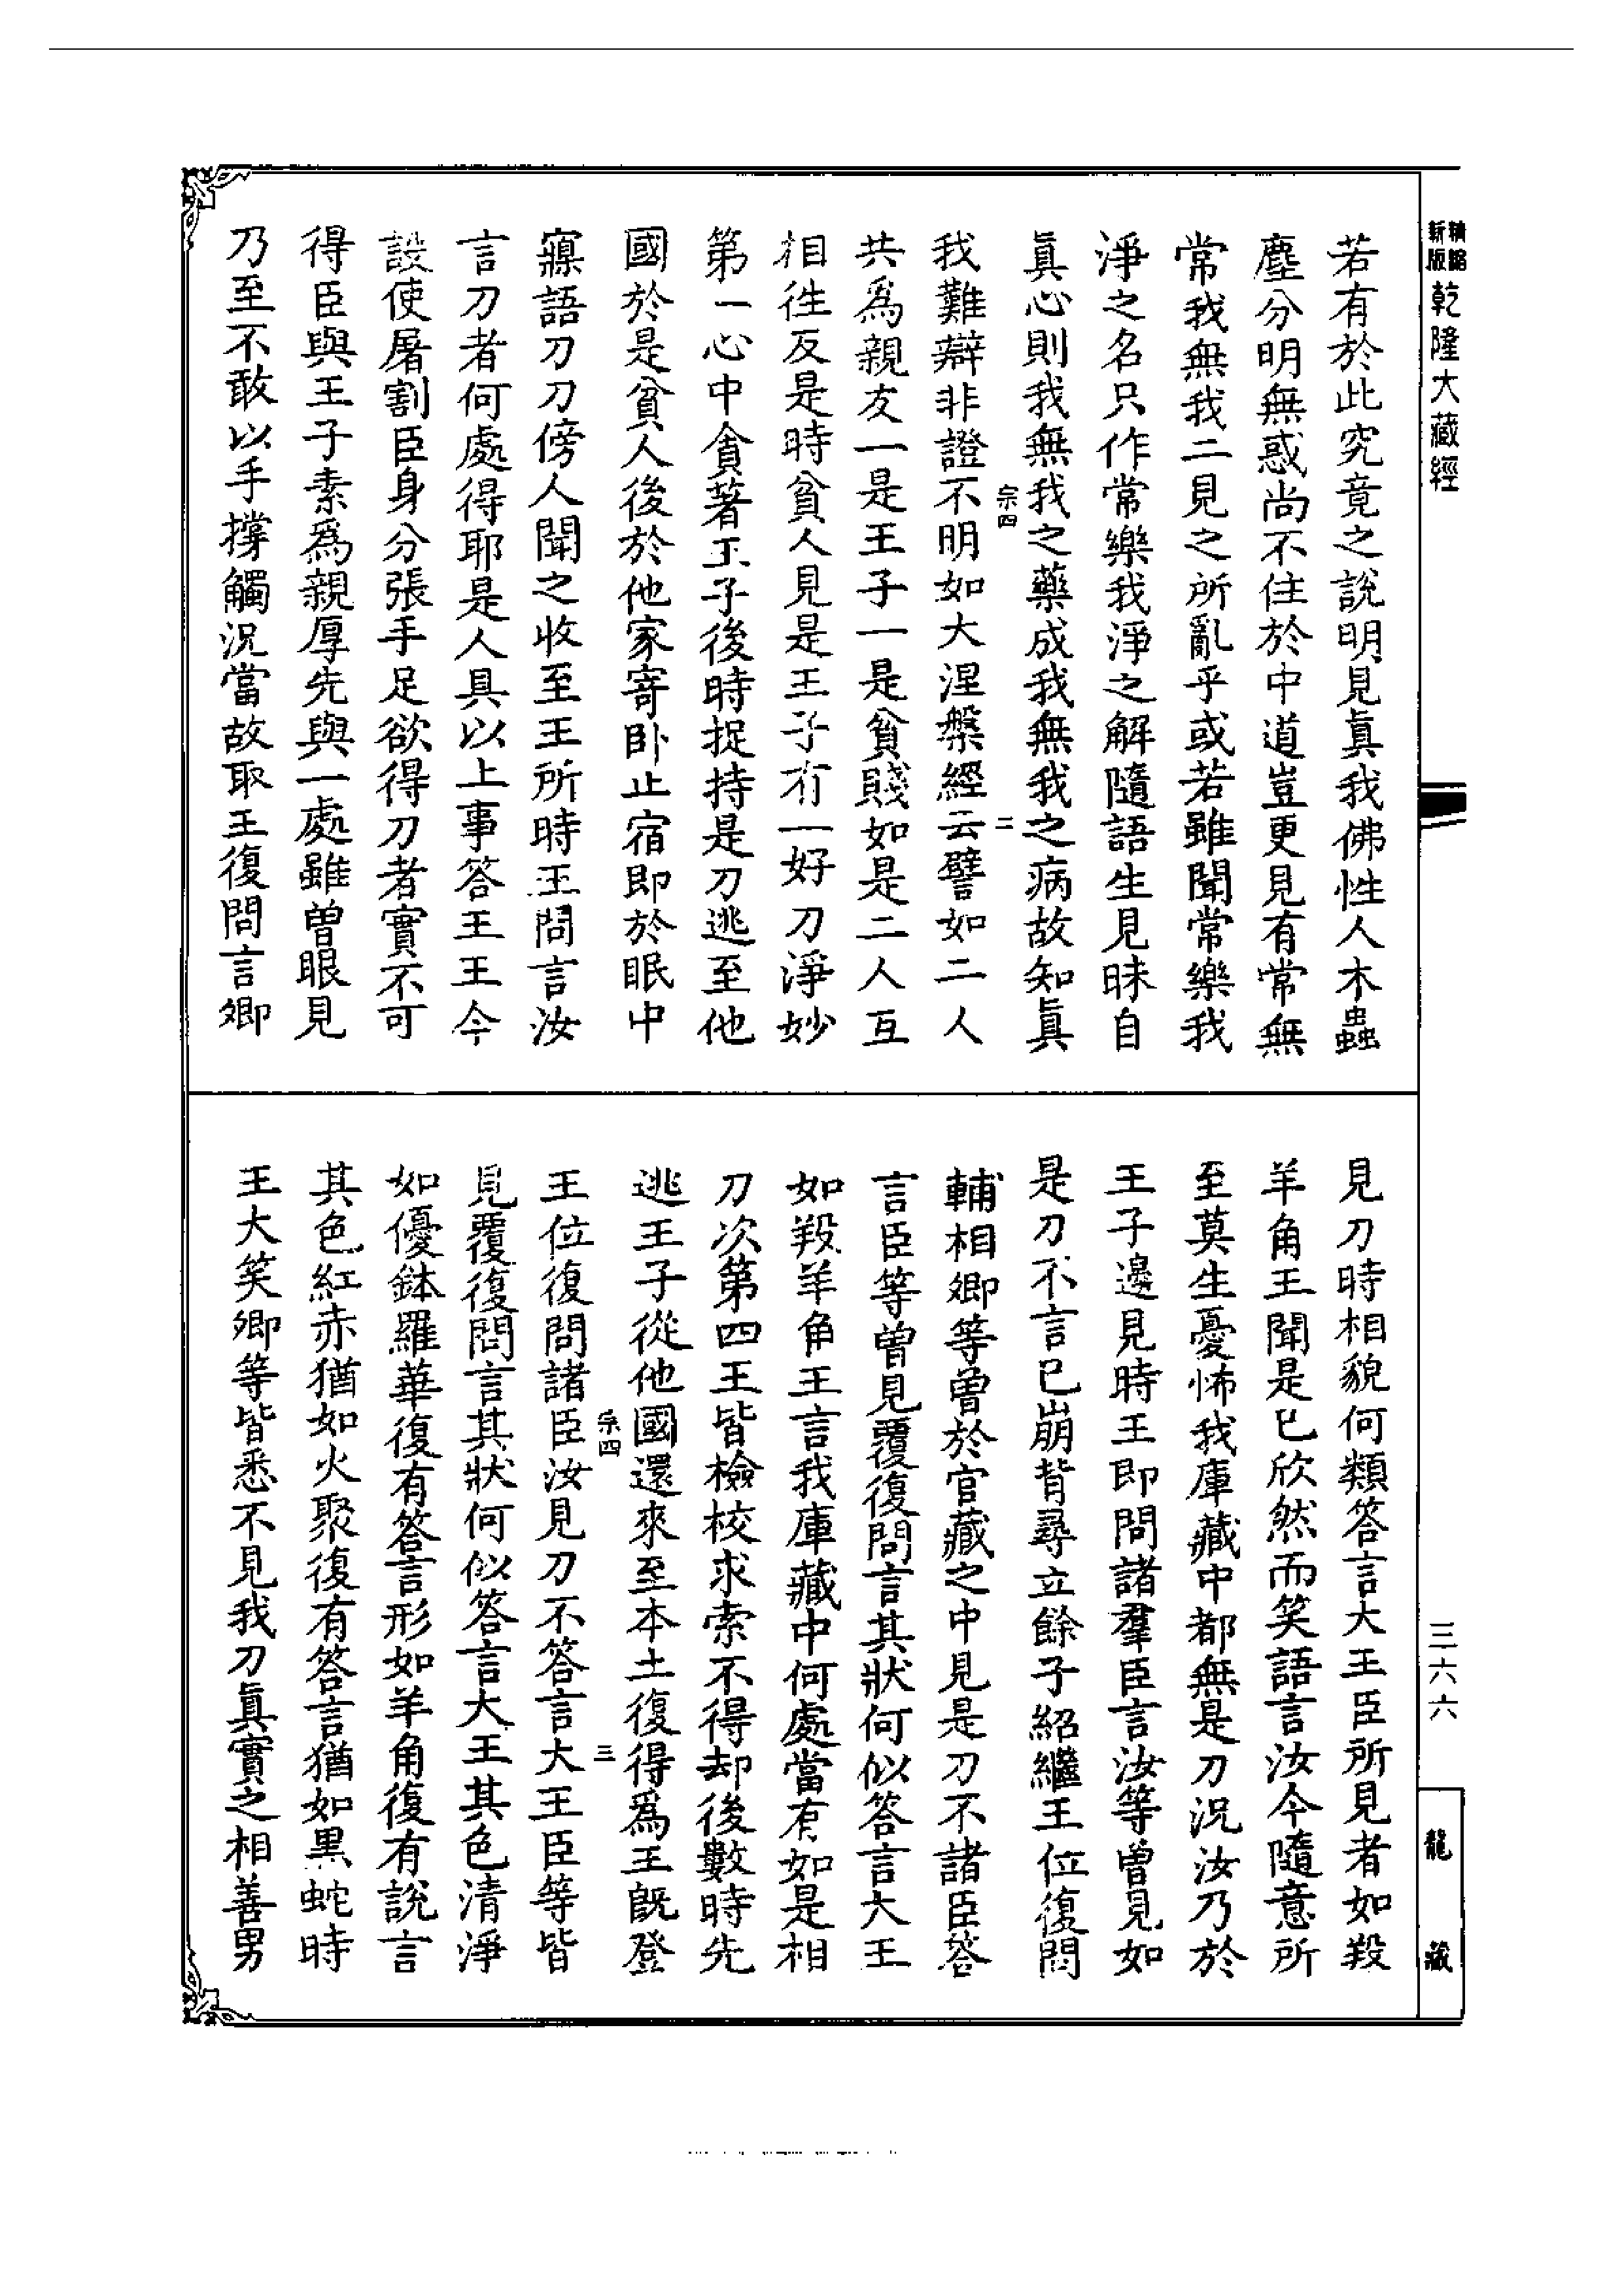 新版
精縮
乾隆大藏經
三六六
龍藏
若有於此究竟之說明見眞我佛性人木蟲
塵分明無惑尚不住於中道豈更見有常無
常我無我二見之所亂乎或若雖聞常樂我
淨之名只作常樂我淨之解隨語生見昧自
眞心則我無我之藥成我無我之病故知眞
宗四
二
我難辯非證不明如大涅槃經云譬如二人
共爲親友一是王子一是貧賤如是二人互
相往反是時貧人見是王子有一好刀淨妙
第一心中貪著王子後時捉持是刀逃至他
國於是貧人後於他家寄卧止宿即於眠中
寱語刀刀傍人聞之收至王所時王問言汝
言刀者何處得耶是人具以上事答王王今
設使屠割臣身分張手足欲得刀者實不可
得臣與王子素爲親厚先與一處雖曽眼見
乃至不敢以手撐觸況當故取王復問言卿
見刀時相貌何類答言大王臣所見者如羖
羊角王聞是已欣然而笑語言汝今隨意所
至莫生憂怖我庫藏中都無是刀況汝乃於
王子邊見時王即問諸羣臣言汝等曽見如
是刀不言已崩背尋立餘子紹繼王位復問
輔相卿等曽於官藏之中見是刀不諸臣答
言臣等曽見覆復問言其狀何似答言大王
如羖羊角王言我庫藏中何處當有如是相
刀次第四王皆檢校求索不得却後數時先
逃王子從他國還來至本土復得爲王既登
宗四
三
王位復問諸臣汝見刀不答言大王臣等皆
見覆復問言其狀何似答言大王其色清淨
如優鉢羅華復有答言形如羊角復有說言
其色紅赤猶如火聚復有答言猶如黑蛇時
王大笑卿等皆悉不見我刀眞實之相善男